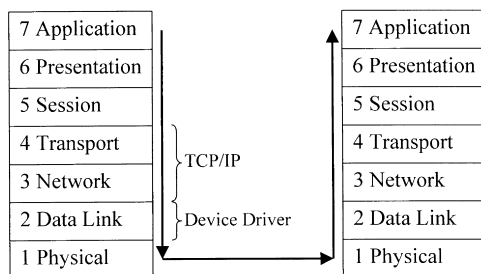 7 Application
6 Presentation
5 Session
4 Transport
3 Network
2 Data Link
1 Physical
TCP/IP
Device Driver
7 Application
6 Presentation
5 Session
4 Transport
3 Network
2 Data Link
1 Physical